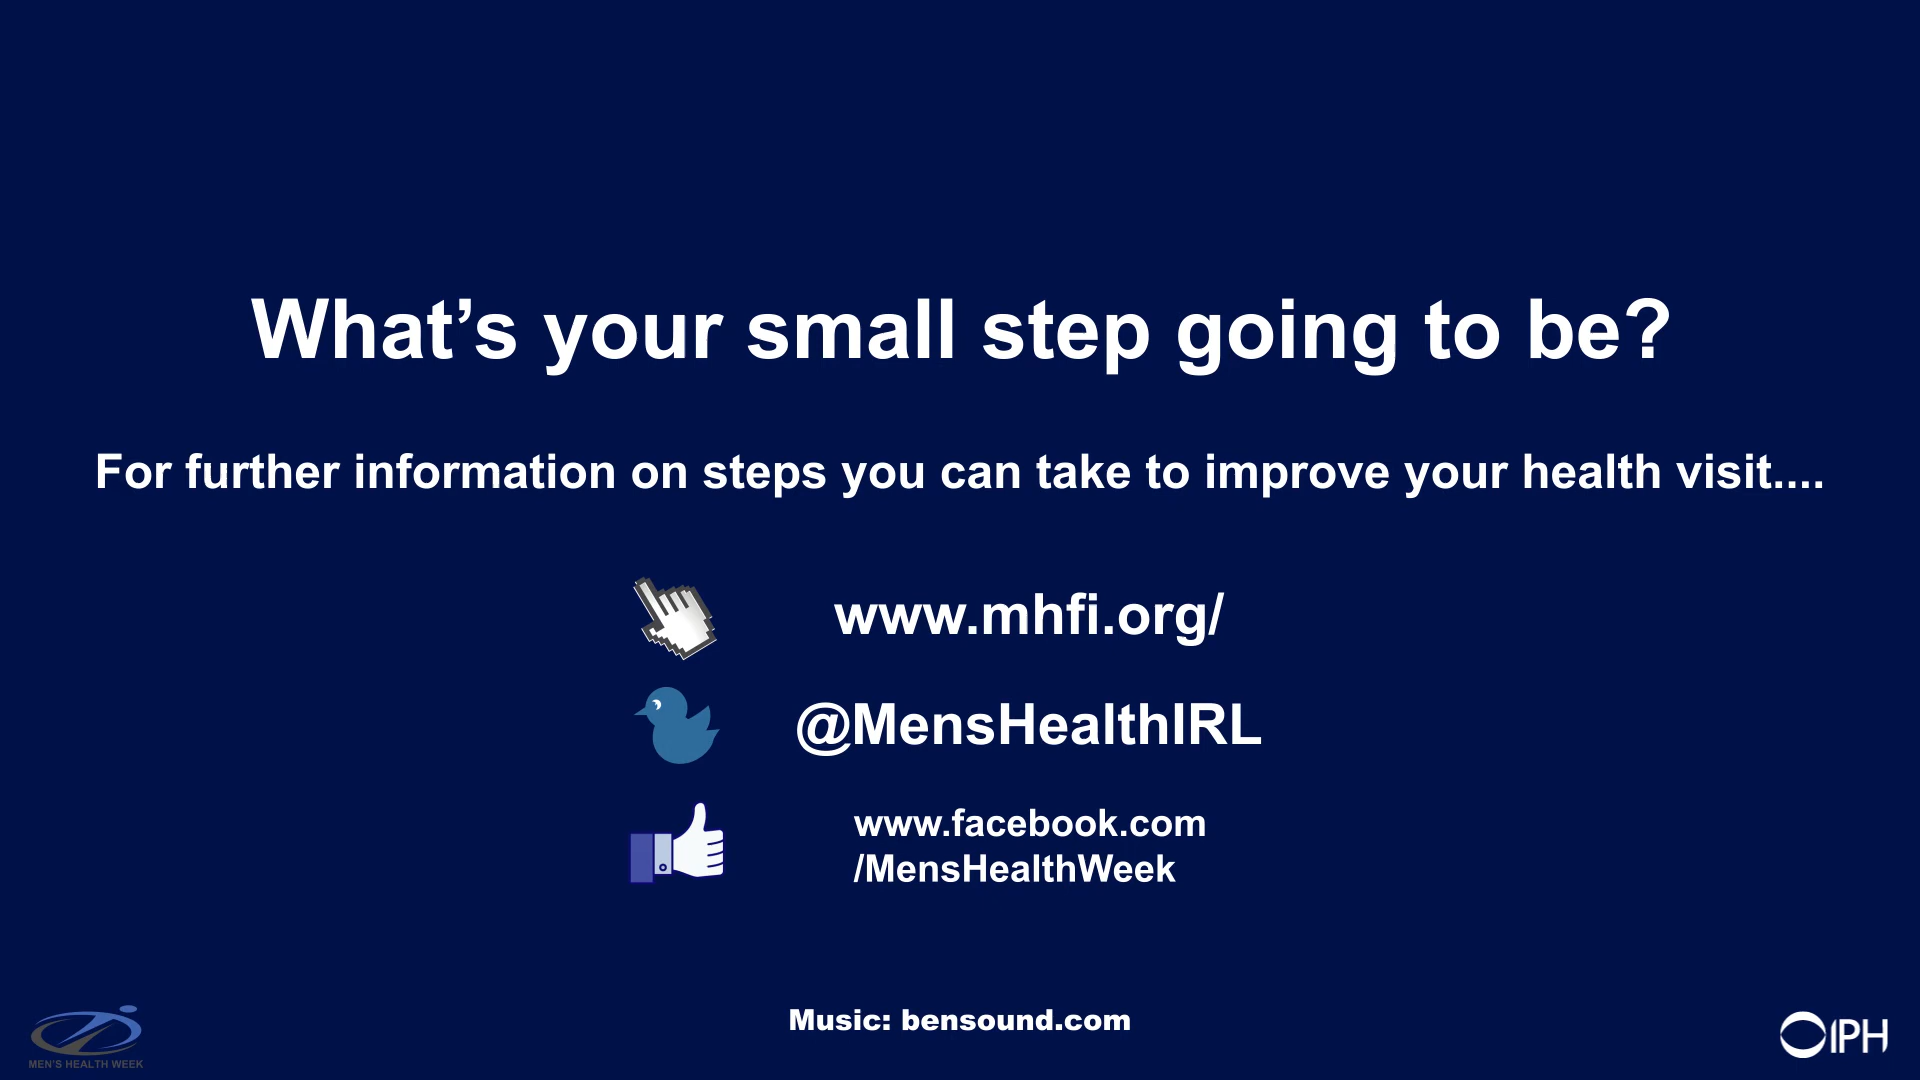 What’s your small step going to be?
For further information on steps you can take to improve your health visit....
www.mhfi.org/
@MensHealthIRL
www.facebook.com
/MensHealthWeek
Music: bensound.com
MEN'S HEALTH WEEK
IPH